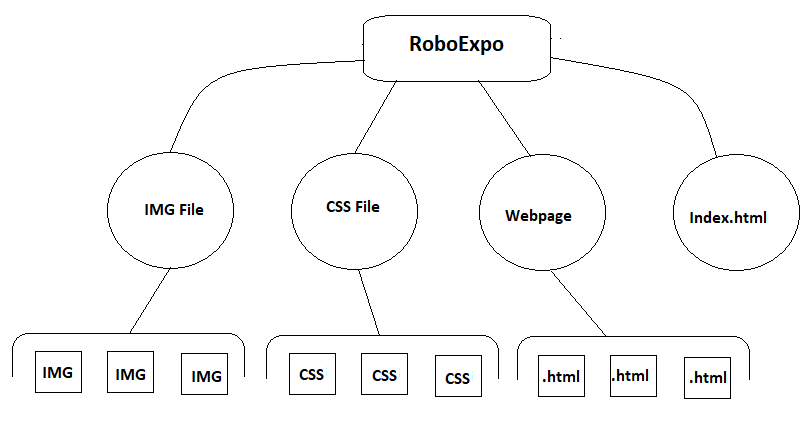 RoboExpo
IMG File
CSS File
Webpage
Index.html
IMG
IMG
IMG
CSS
CSS
CSS
.html
.html
.html